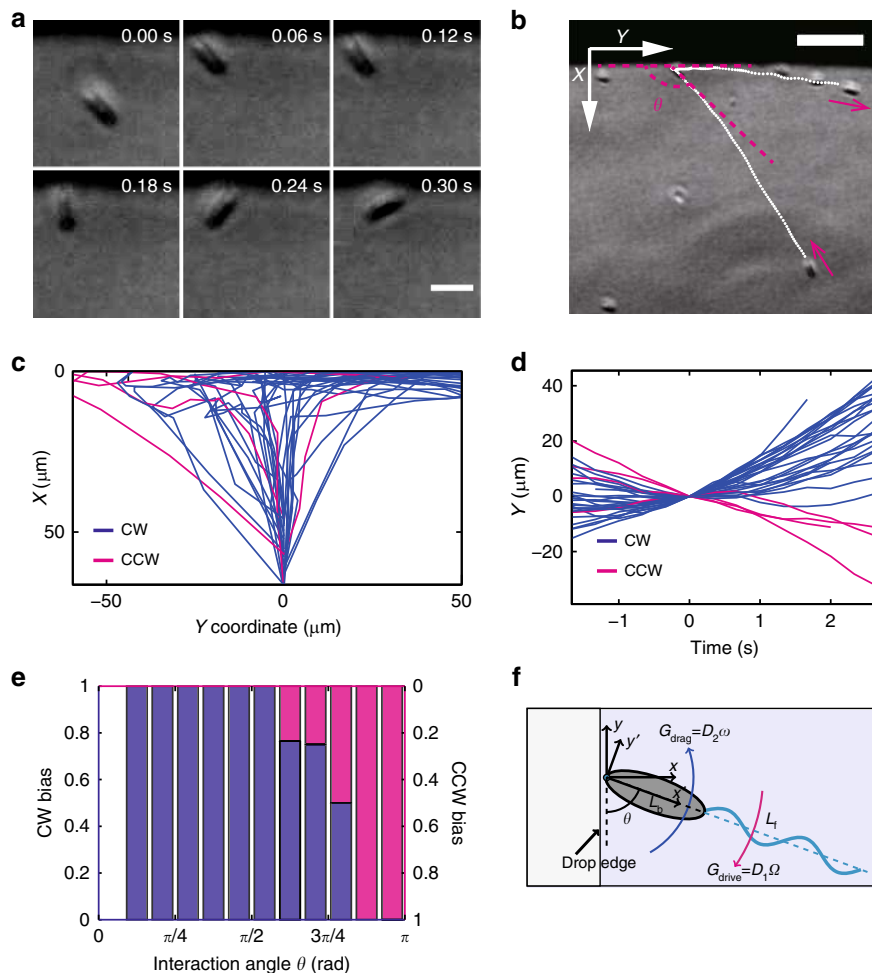 a
0.00 s
0.06 s
0.12 s
0.18 s
0.24 s
0.30 s
b
Y
X
θ
c
0
50
X (μm)
CW
CCW
−50
0
50
Y coordinate (μm)
d
40
20
0
−20
Y (μm)
CW
CCW
−1
0
1
2
Time (s)
e
1
0.8
0.6
0.4
0.2
0
CW bias
0
0.2
0.4
0.6
0.8
1
CCW bias
0
π/4
π/2
3π/4
π
Interaction angle θ (rad)
f
y
y′
G_drag=D₂ω
x
x
L_b
θ
L_f
Drop edge
G_drive=D₁Ω